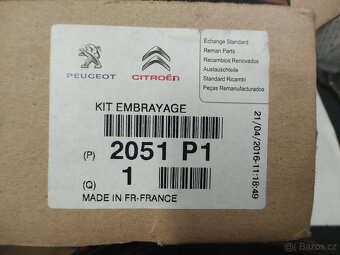 PEUGEOT
CITROËN
Échange Standard
Reman Parts
Recambios Renovados
Austauschteile
Standard Ricambi
Peças Remanufacturados
KIT EMBRAYAGE
(P) 2051 P1
(Q) 1
MADE IN FR-FRANCE
21/04/2016-11:18:49
Bazos.cz